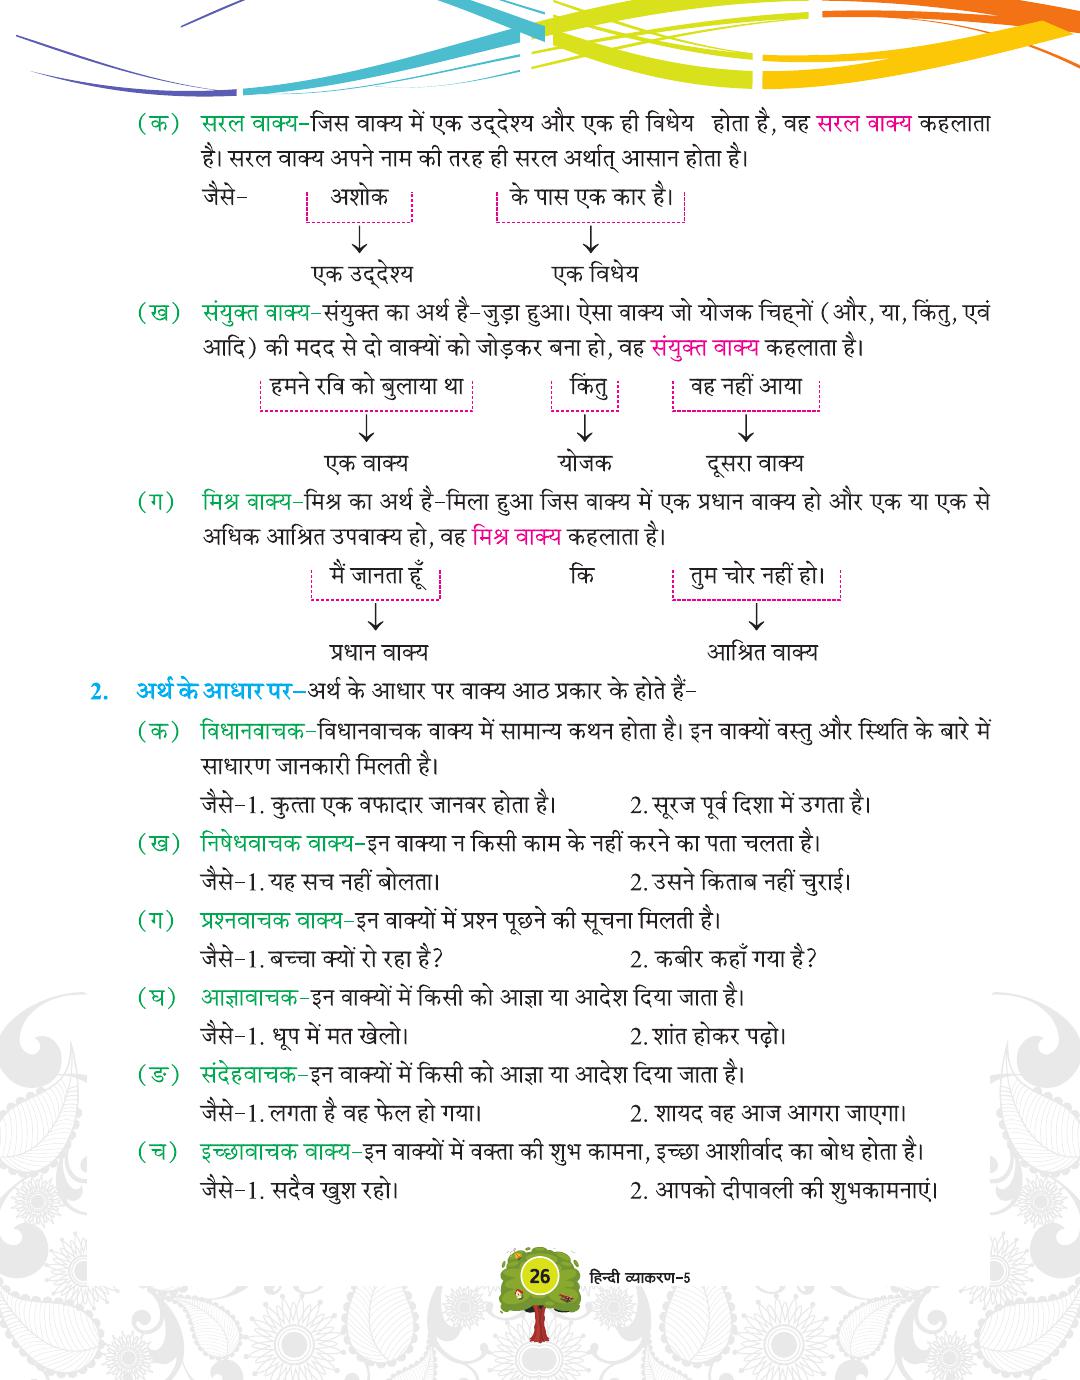 (क) सरल वाक्य–जिस वाक्य में एक उद्‌देश्य और एक ही विधेय होता है, वह सरल वाक्य कहलाता
है। सरल वाक्य अपने नाम की तरह ही सरल अर्थात् आसान होता है।
जैसे– अशोक के पास एक कार है।
एक उद्‌देश्य एक विधेय
(ख) संयुक्त वाक्य–संयुक्त का अर्थ है–जुड़ा हुआ। ऐसा वाक्य जो योजक चिह्‌नों (और, या, किंतु, एवं
आदि) की मदद से दो वाक्यों को जोड़कर बना हो, वह संयुक्त वाक्य कहलाता है।
हमने रवि को बुलाया था किंतु वह नहीं आया
एक वाक्य योजक दूसरा वाक्य
(ग) मिश्र वाक्य–मिश्र का अर्थ है–मिला हुआ जिस वाक्य में एक प्रधान वाक्य हो और एक या एक से
अधिक आश्रित उपवाक्य हो, वह मिश्र वाक्य कहलाता है।
मैं जानता हूँ कि तुम चोर नहीं हो।
प्रधान वाक्य आश्रित वाक्य
2. अर्थ के आधार पर–अर्थ के आधार पर वाक्य आठ प्रकार के होते हैं–
(क) विधानवाचक–विधानवाचक वाक्य में सामान्य कथन होता है। इन वाक्यों वस्तु और स्थिति के बारे में
साधारण जानकारी मिलती है।
जैसे–1. कुत्ता एक वफादार जानवर होता है। 2. सूरज पूर्व दिशा में उगता है।
(ख) निषेधवाचक वाक्य–इन वाक्या न किसी काम के नहीं करने का पता चलता है।
जैसे–1. यह सच नहीं बोलता। 2. उसने किताब नहीं चुराई।
(ग) प्रश्नवाचक वाक्य–इन वाक्यों में प्रश्न पूछने की सूचना मिलती है।
जैसे–1. बच्चा क्यों रो रहा है? 2. कबीर कहाँ गया है?
(घ) आज्ञावाचक–इन वाक्यों में किसी को आज्ञा या आदेश दिया जाता है।
जैसे–1. धूप में मत खेलो। 2. शांत होकर पढ़ो।
(ङ) संदेहवाचक–इन वाक्यों में किसी को आज्ञा या आदेश दिया जाता है।
जैसे–1. लगता है वह फेल हो गया। 2. शायद वह आज आगरा जाएगा।
(च) इच्छावाचक वाक्य–इन वाक्यों में वक्ता की शुभ कामना, इच्छा आशीर्वाद का बोध होता है।
जैसे–1. सदैव खुश रहो। 2. आपको दीपावली की शुभकामनाएं।
26 हिन्दी व्याकरण–5